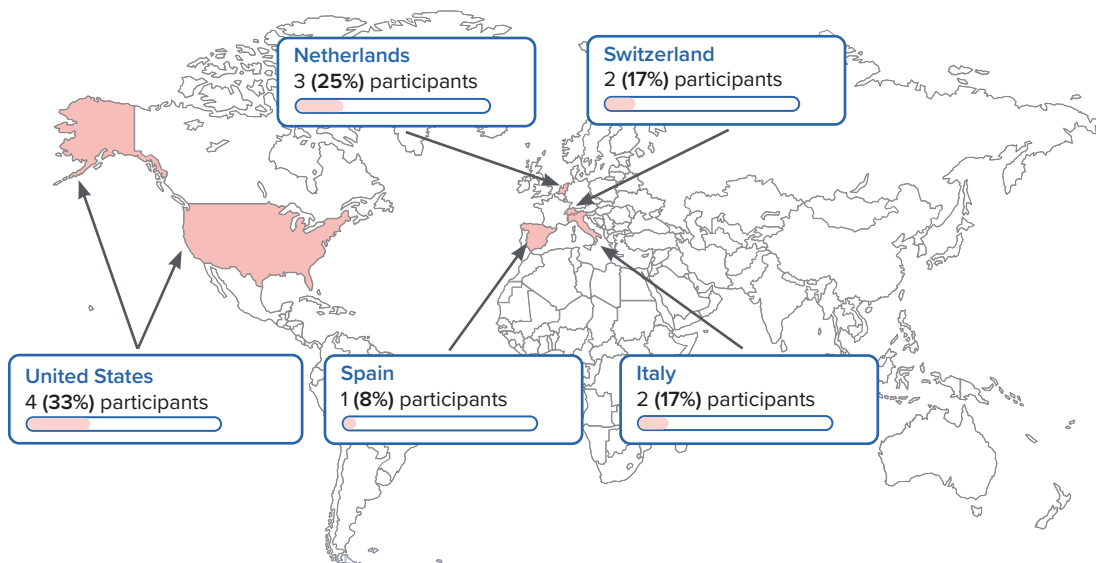 Netherlands
3 (25%) participants
Switzerland
2 (17%) participants
United States
4 (33%) participants
Spain
1 (8%) participants
Italy
2 (17%) participants